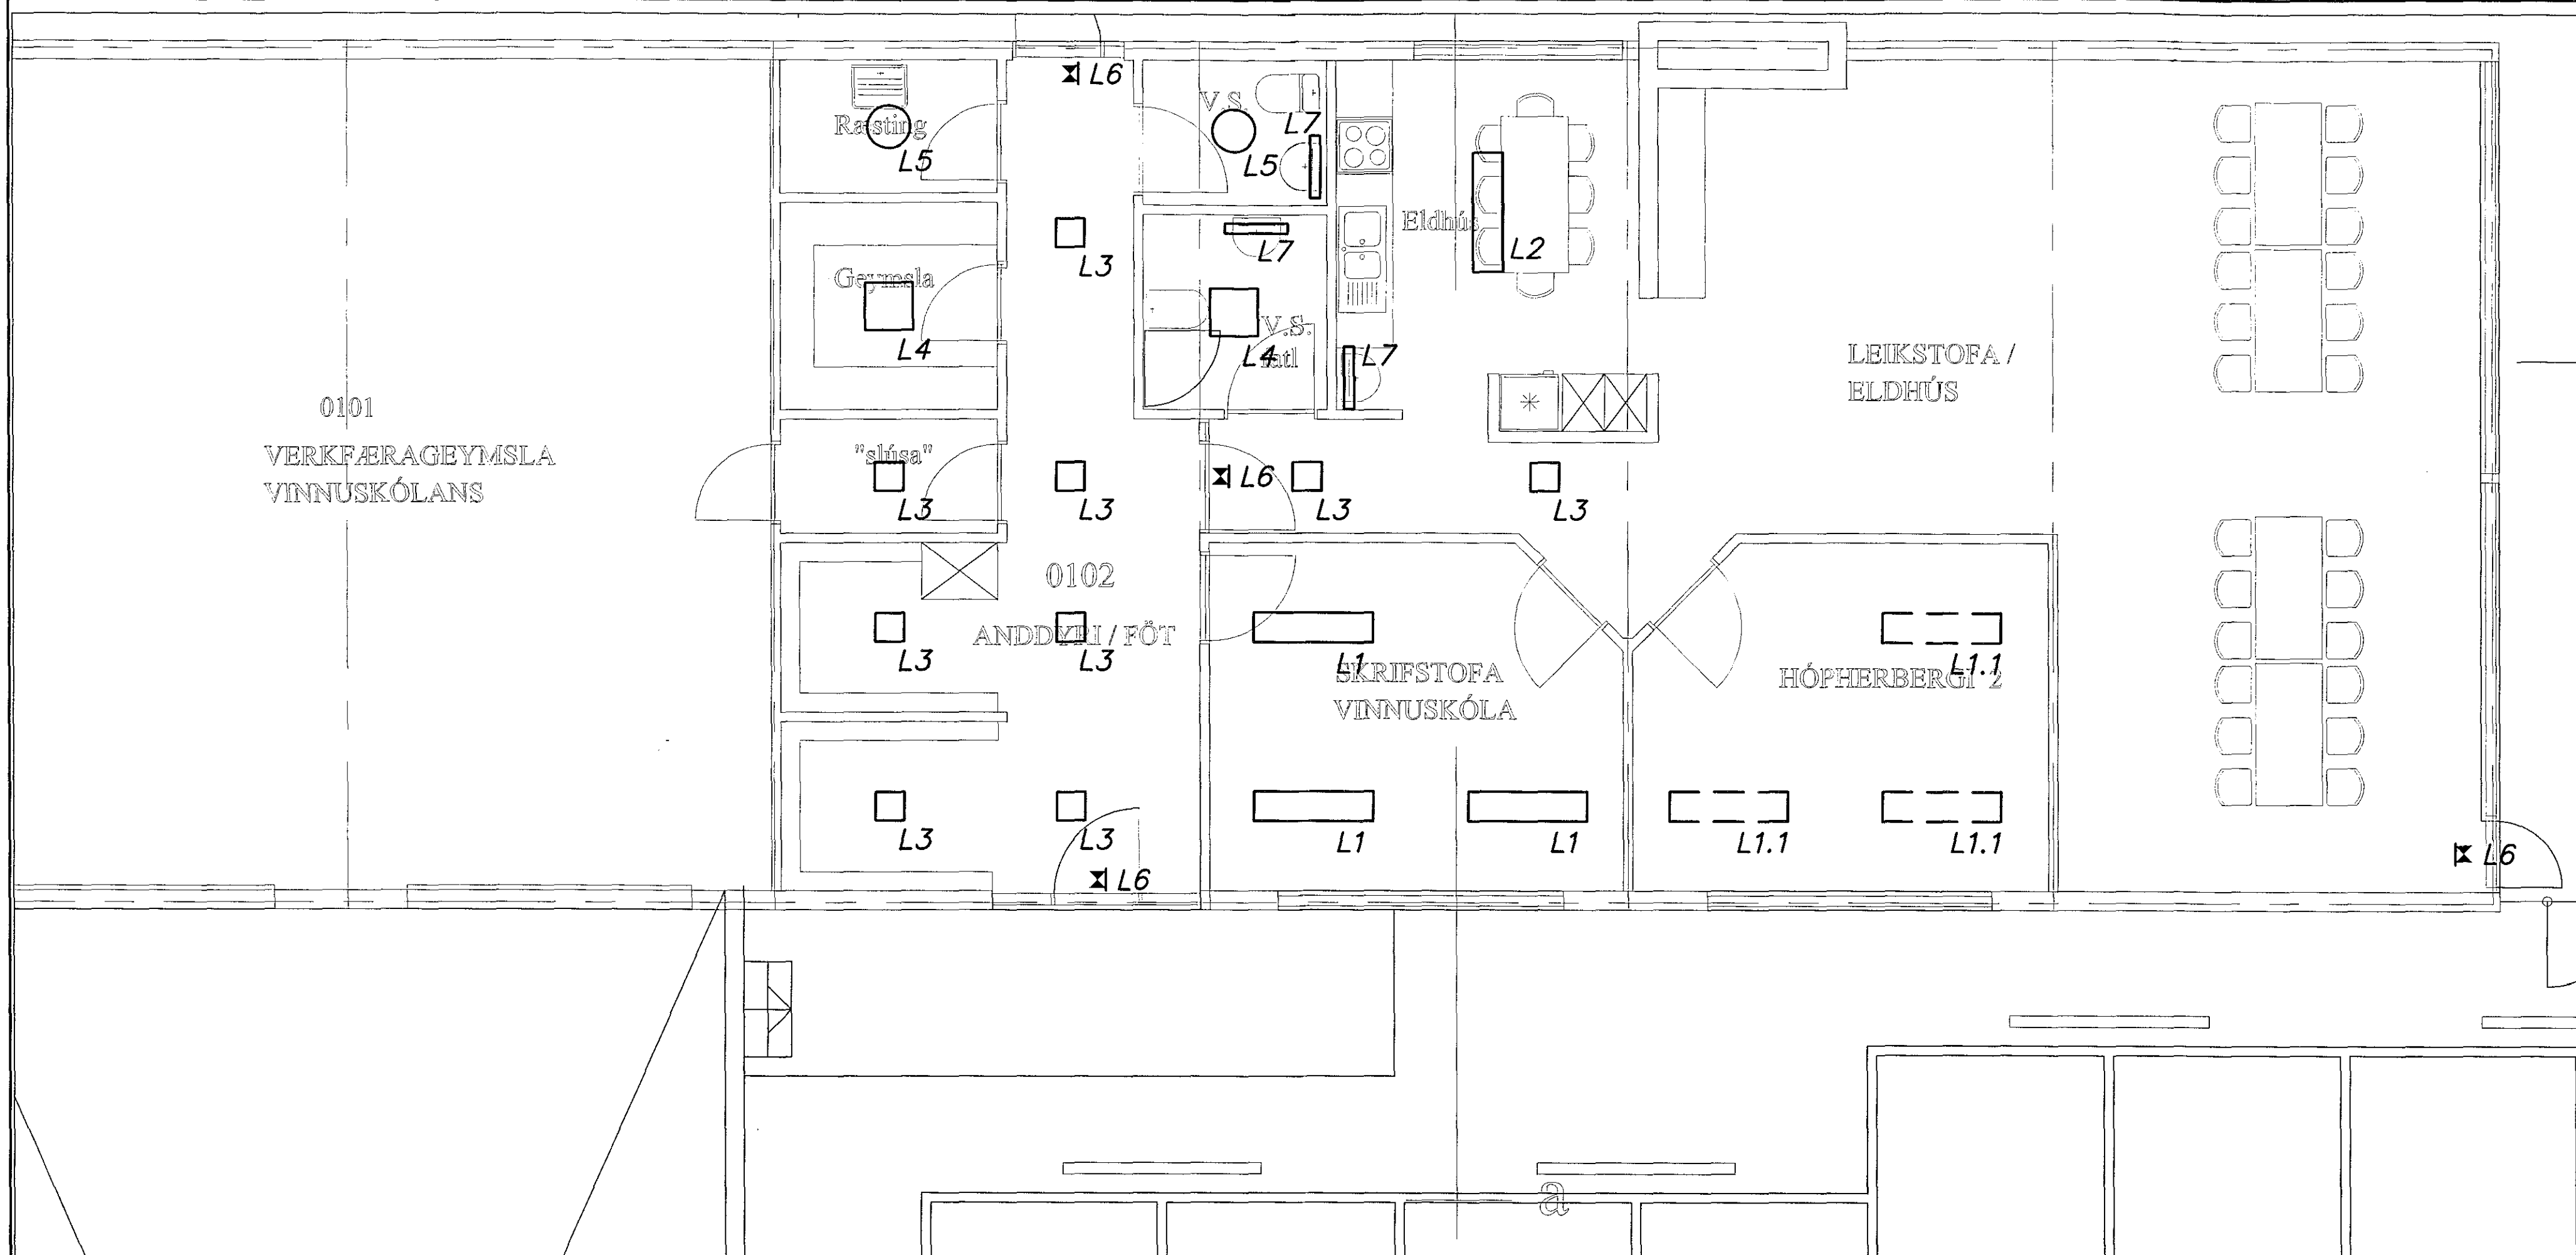 L6
Ræsting
L5
V.S.
L7
L5
L3
Geymsla
L4
L7
V.S.
L4
fatl
L7
Eldhús
L2
LEIKSTOFA /
ELDHÚS
0101
VERKFÆRAGEYMSLA
VINNUSKÓLANS
"slúsa"
L3
L3
L6
L3
L3
0102
ANDDYRI / FÖT
L3
L3
L1
SKRIFSTOFA
VINNUSKÓLA
L1.1
HÓPHERBERGI 2
L3
L3
L1
L1
L1.1
L1.1
L6
L6
a